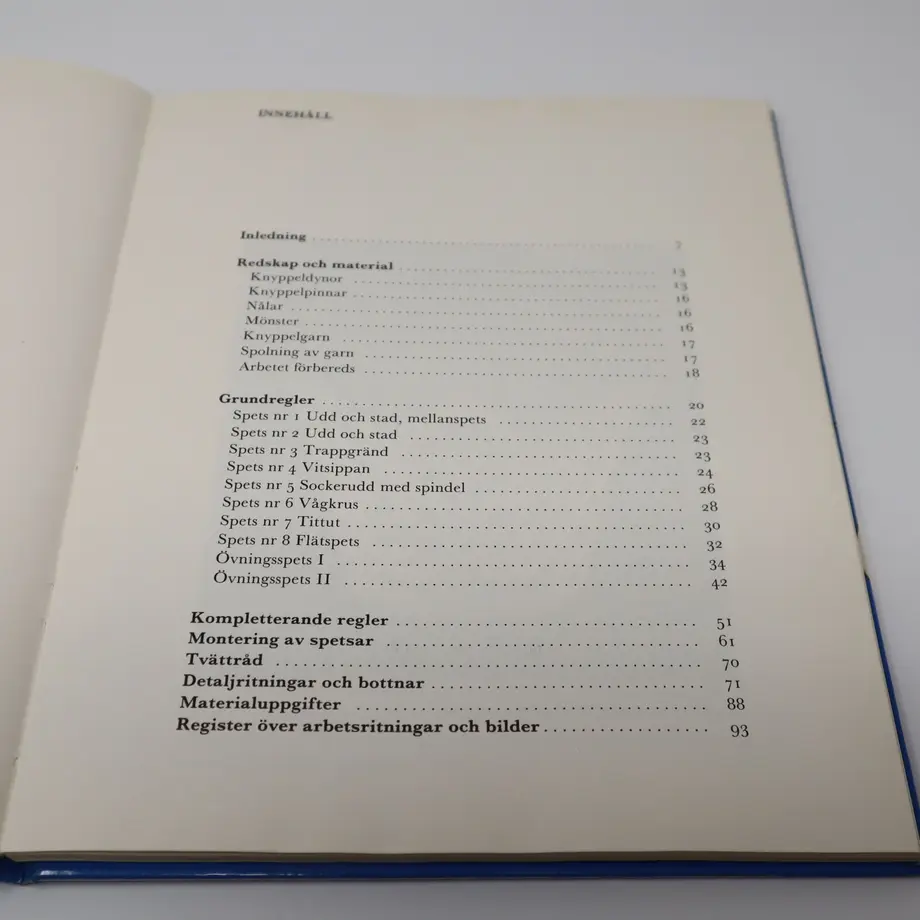 INNEHÅLL
Inledning 7
Redskap och material 13
Knyppeldynor 13
Knyppelpinnar 16
Nålar 16
Mönster 16
Knyppelgarn 17
Spolning av garn 17
Arbetet förbereds 18
Grundregler 20
Spets nr 1 Udd och stad, mellanspets 22
Spets nr 2 Udd och stad 23
Spets nr 3 Trappgränd 23
Spets nr 4 Vitsippan 24
Spets nr 5 Sockerudd med spindel 26
Spets nr 6 Vågkrus 28
Spets nr 7 Tittut 30
Spets nr 8 Flätspets 32
Övningsspets I 34
Övningsspets II 42
Kompletterande regler 51
Montering av spetsar 61
Tvättråd 70
Detaljritningar och bottnar 71
Materialuppgifter 88
Register över arbetsritningar och bilder 93